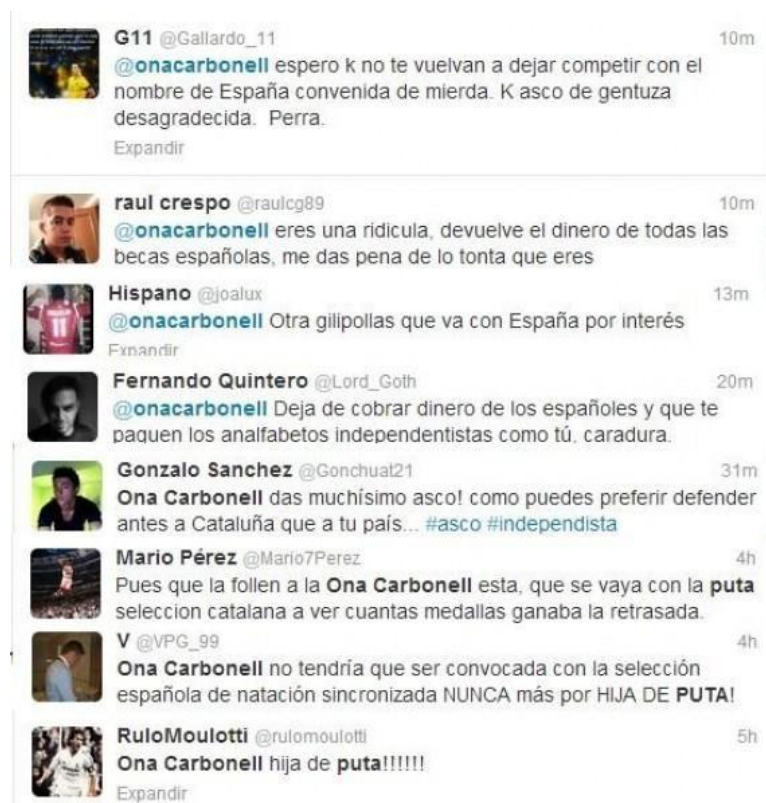 G11 @Gallardo_11 10m
@onacarbonell espero k no te vuelvan a dejar competir con el
nombre de España convenida de mierda. K asco de gentuza
desagradecida. Perra.
Expandir
raul crespo @raulcg89 10m
@onacarbonell eres una ridicula, devuelve el dinero de todas las
becas españolas, me das pena de lo tonta que eres
Hispano @joalux 13m
@onacarbonell Otra gilipollas que va con España por interés
Expandir
Fernando Quintero @Lord_Goth 20m
@onacarbonell Deja de cobrar dinero de los españoles y que te
paguen los analfabetos independentistas como tú, caradura.
Gonzalo Sanchez @Gonchuat21 31m
Ona Carbonell das muchísimo asco! como puedes preferir defender
antes a Cataluña que a tu país... #asco #independista
Mario Pérez @Mario7Perez 4h
Pues que la follen a la Ona Carbonell esta, que se vaya con la puta
seleccion catalana a ver cuantas medallas ganaba la retrasada.
V @VPG_99 4h
Ona Carbonell no tendría que ser convocada con la selección
española de natación sincronizada NUNCA más por HIJA DE PUTA!
RuloMoulotti @rulomoulotti 5h
Ona Carbonell hija de puta!!!!!!
Expandir